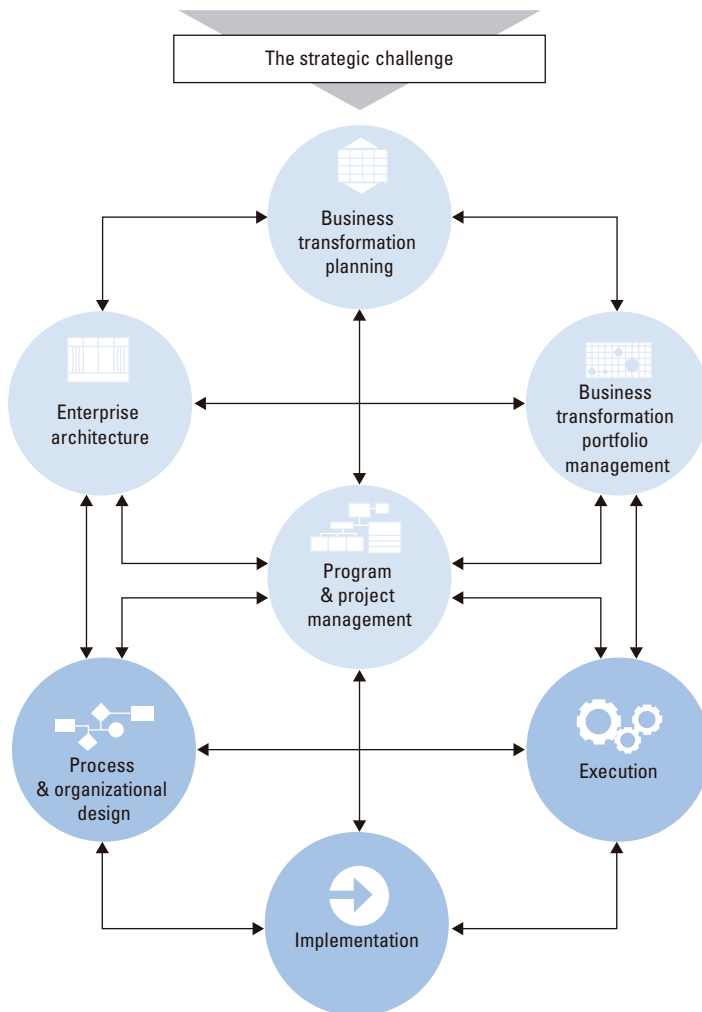 The strategic challenge
Business
transformation
planning
Enterprise
architecture
Business
transformation
portfolio
management
Program
& project
management
Process
& organizational
design
Execution
Implementation